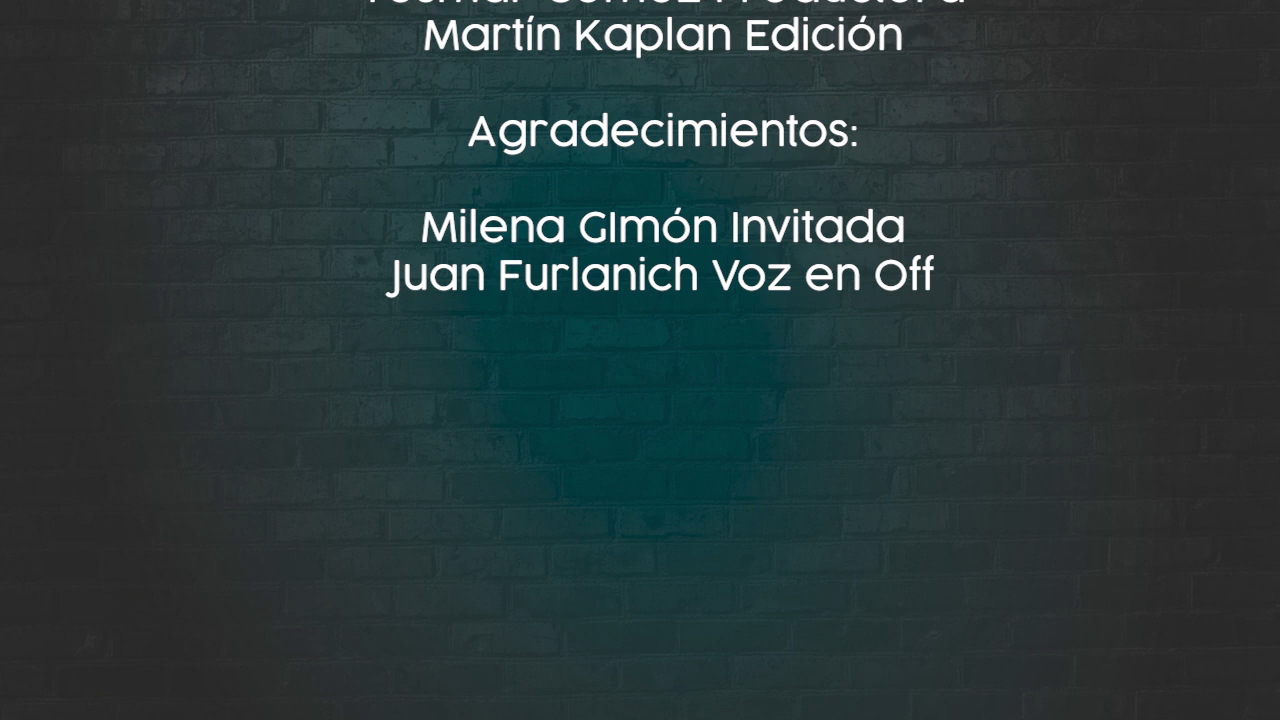 Martín Kaplan Edición
Agradecimientos:
Milena GImón Invitada
Juan Furlanich Voz en Off